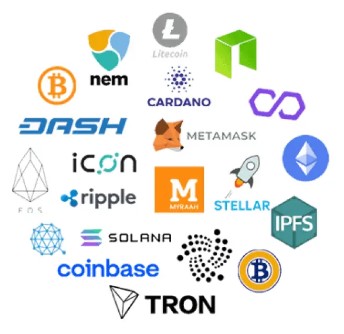 Litecoin
nem
CARDANO
DASH
METAMASK
icon
ripple
M
MYRAAH
STELLAR
EOS
IPFS
SOLANA
coinbase
TRON